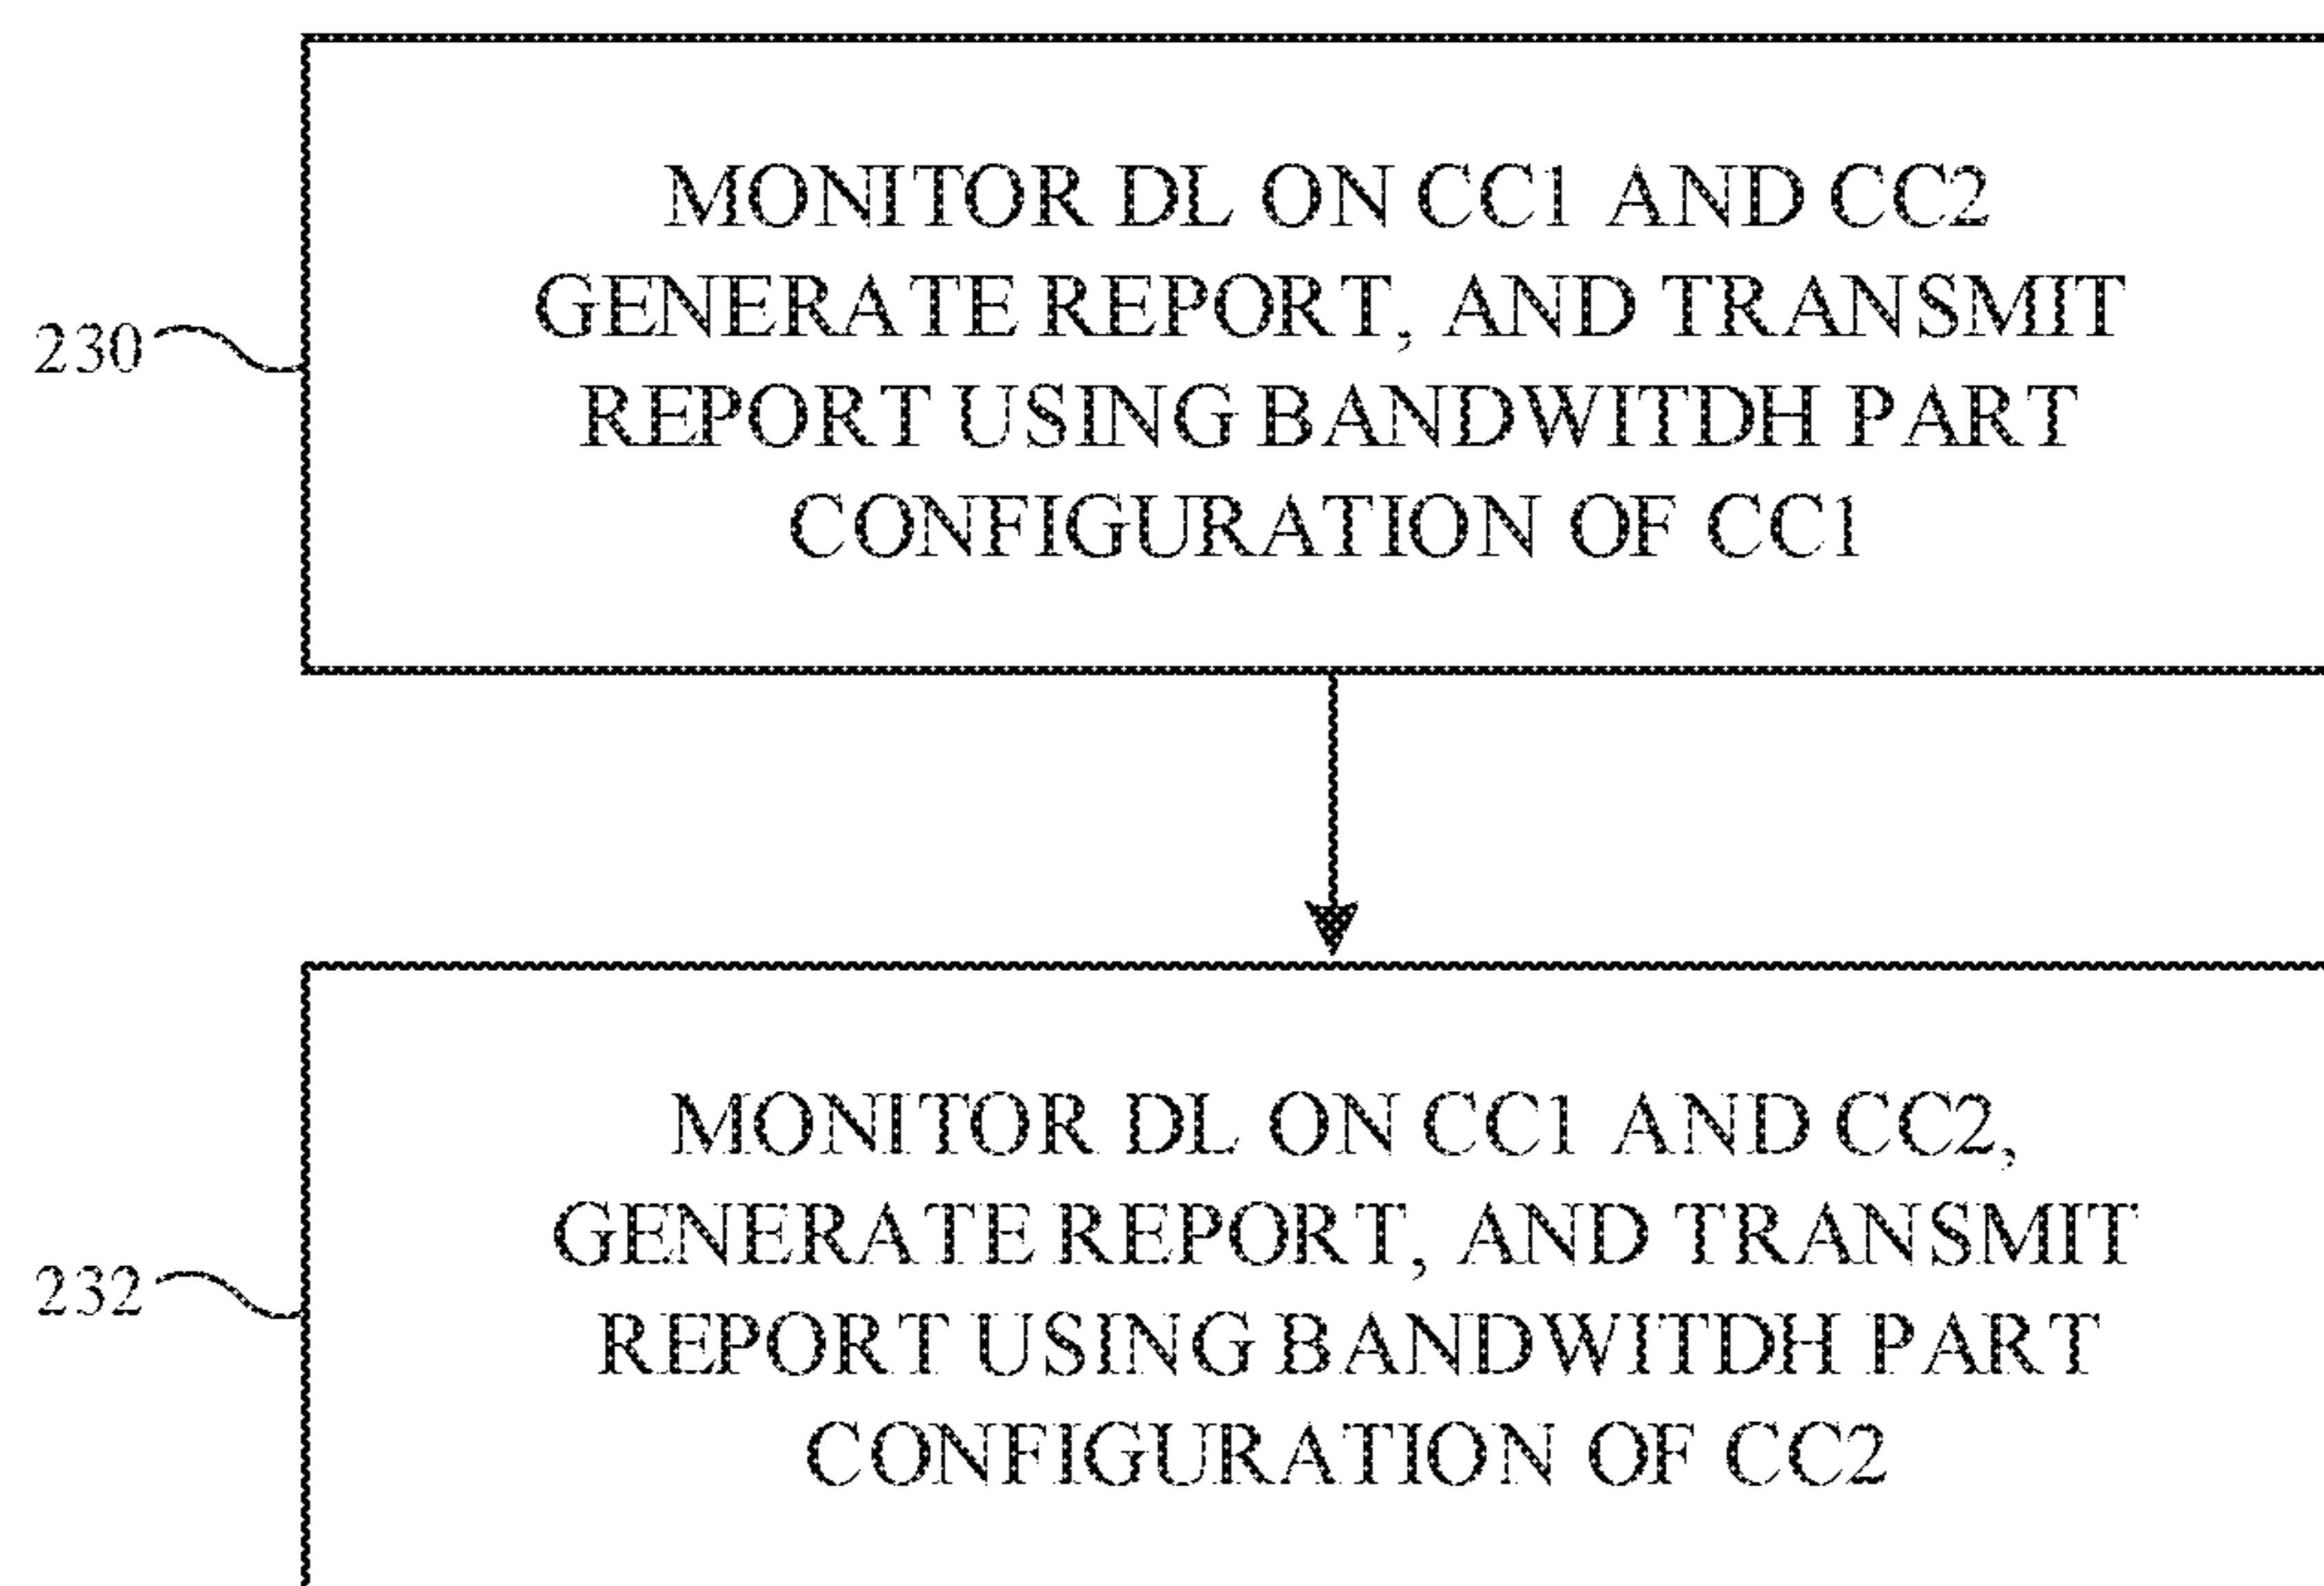 MONITOR DL ON CC1 AND CC2
GENERATE REPORT, AND TRANSMIT
REPORT USING BANDWITDH PART
CONFIGURATION OF CC1
230
MONITOR DL ON CC1 AND CC2,
GENERATE REPORT, AND TRANSMIT
REPORT USING BANDWITDH PART
CONFIGURATION OF CC2
232